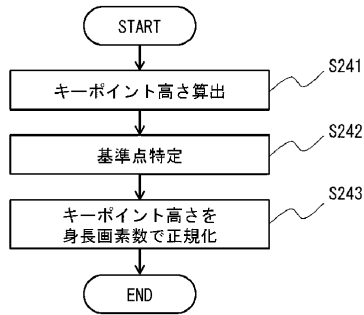 START
キーポイント高さ算出
S241
基準点特定
S242
キーポイント高さを
身長画素数で正規化
S243
END